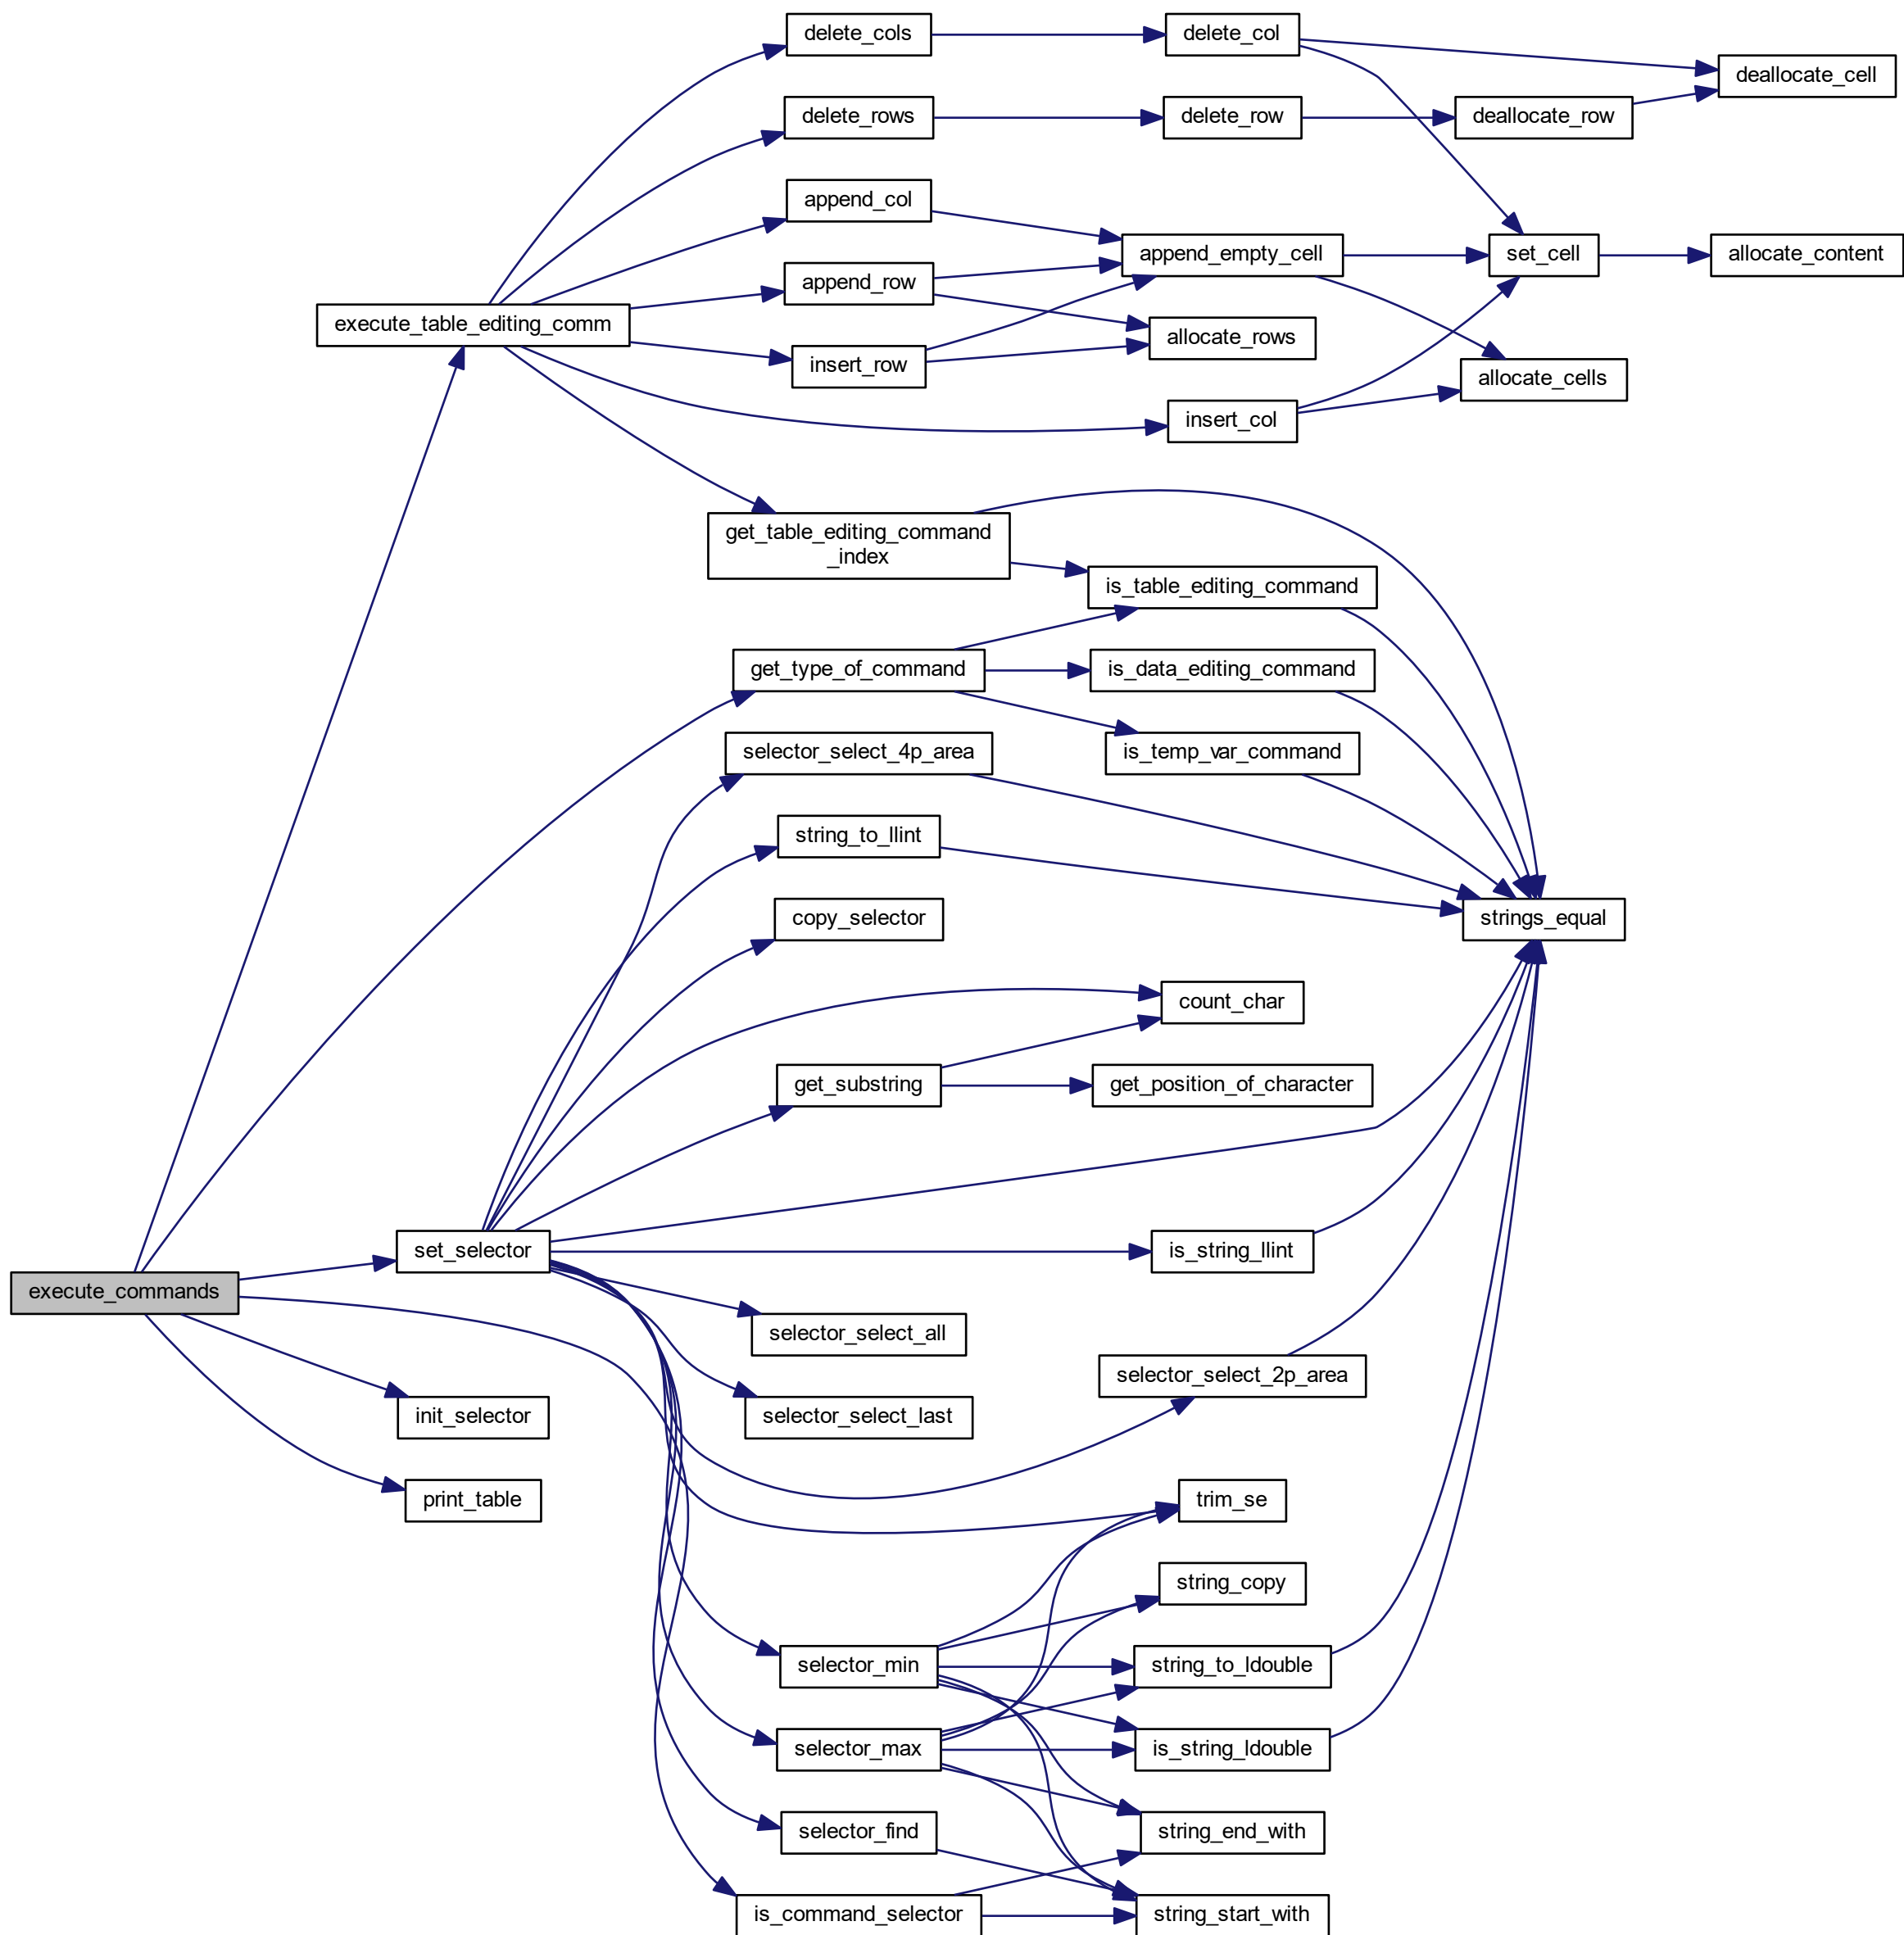 delete_cols
delete_col
deallocate_cell
delete_rows
delete_row
deallocate_row
append_col
append_empty_cell
set_cell
allocate_content
append_row
execute_table_editing_comm
allocate_rows
insert_row
allocate_cells
insert_col
get_table_editing_command
_index
is_table_editing_command
get_type_of_command
is_data_editing_command
selector_select_4p_area
is_temp_var_command
string_to_llint
copy_selector
strings_equal
count_char
get_substring
get_position_of_character
set_selector
is_string_llint
execute_commands
selector_select_all
selector_select_2p_area
init_selector
selector_select_last
print_table
trim_se
string_copy
selector_min
string_to_ldouble
selector_max
is_string_ldouble
selector_find
string_end_with
is_command_selector
string_start_with